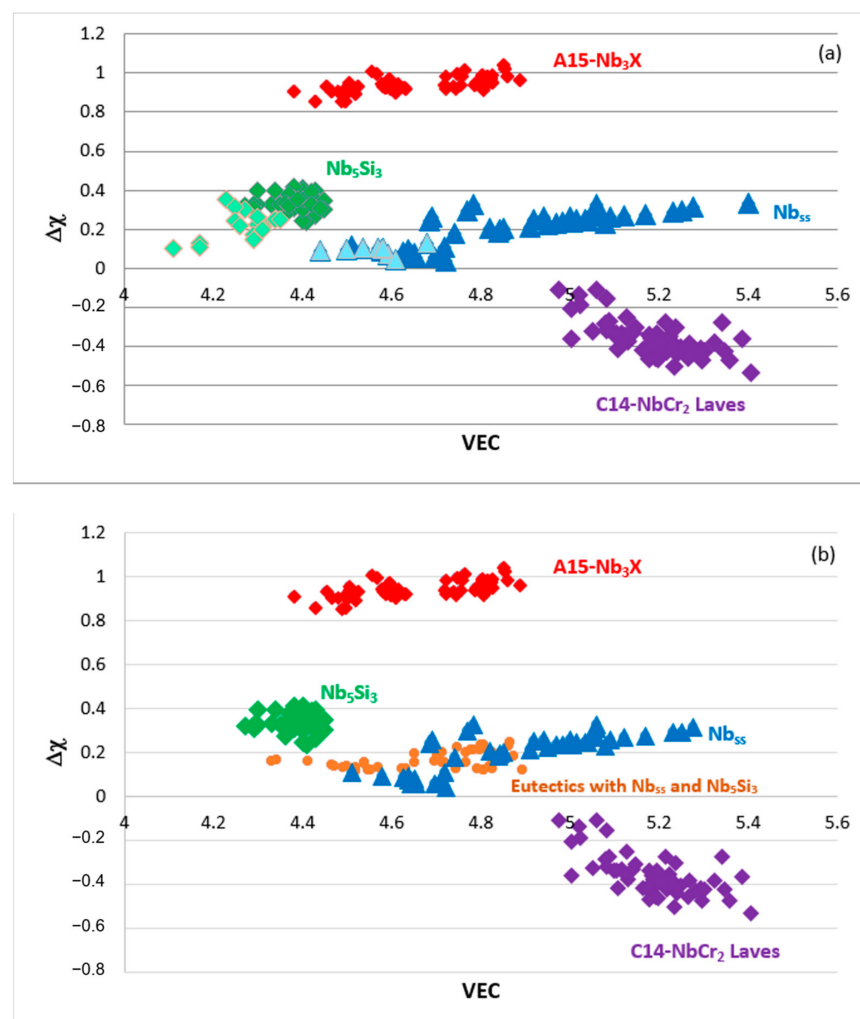 (a)
1.2
1
0.8
0.6
0.4
0.2
0
−0.2
−0.4
−0.6
−0.8
Δχ
A15-Nb₃X
Nb₅Si₃
Nbss
C14-NbCr₂ Laves
4 4.2 4.4 4.6 4.8 5 5.2 5.4 5.6
VEC
(b)
1.2
1
0.8
0.6
0.4
0.2
0
−0.2
−0.4
−0.6
−0.8
Δχ
A15-Nb₃X
Nb₅Si₃
Nbss
Eutectics with Nbss and Nb₅Si₃
4 4.2 4.4 4.6 4.8 5 5.2 5.4 5.6
C14-NbCr₂ Laves
VEC